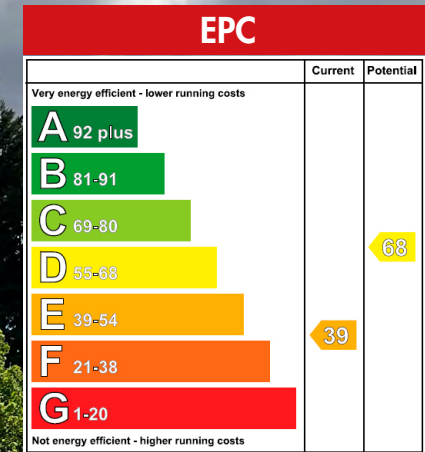 EPC
Current Potential
Very energy efficient - lower running costs
A 92 plus
B 81-91
C 69-80
D 55-68
68
E 39-54
39
F 21-38
G 1-20
Not energy efficient - higher running costs